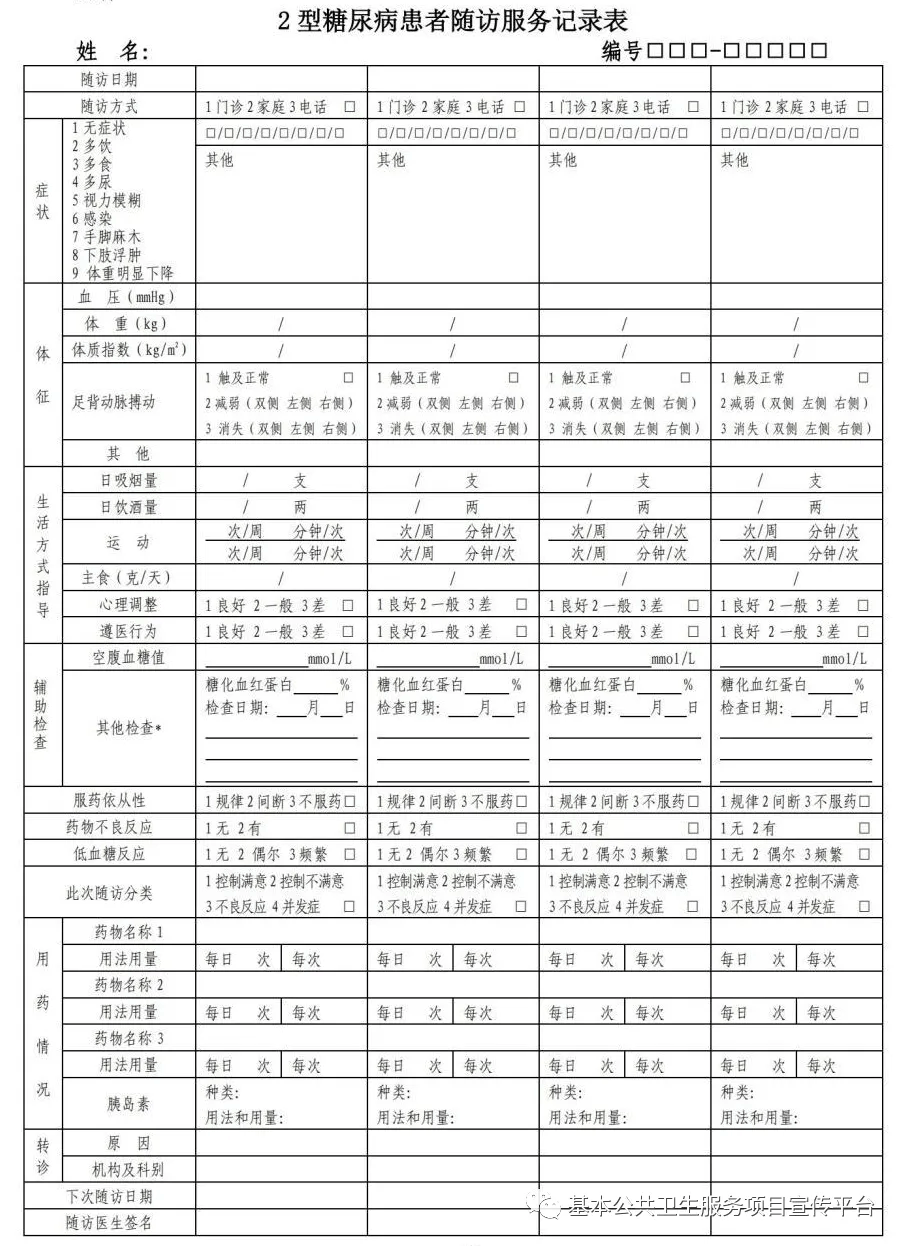 2型糖尿病患者随访服务记录表
姓 名: 编号□□□-□□□□□
随访日期
随访方式 1门诊2家庭3电话 □ 1门诊2家庭3电话 □ 1门诊2家庭3电话 □ 1门诊2家庭3电话 □
症状
1 无症状
2 多饮
3 多食
4 多尿
5 视力模糊
6 感染
7 手脚麻木
8 下肢浮肿
9 体重明显下降
□/□/□/□/□/□/□/□ □/□/□/□/□/□/□/□ □/□/□/□/□/□/□/□ □/□/□/□/□/□/□/□
其他 其他 其他 其他
体征
血 压(mmHg)
体 重(kg) / / / /
体质指数(kg/m²) / / / /
足背动脉搏动
1 触及正常 □ 1 触及正常 □ 1 触及正常 □ 1 触及正常 □
2减弱(双侧 左侧 右侧) 2减弱(双侧 左侧 右侧) 2减弱(双侧 左侧 右侧) 2减弱(双侧 左侧 右侧)
3 消失(双侧 左侧 右侧) 3 消失(双侧 左侧 右侧) 3 消失(双侧 左侧 右侧) 3 消失(双侧 左侧 右侧)
其 他
生活方式指导
日吸烟量 / 支 / 支 / 支 / 支
日饮酒量 / 两 / 两 / 两 / 两
运 动
次/周 分钟/次 次/周 分钟/次 次/周 分钟/次 次/周 分钟/次
次/周 分钟/次 次/周 分钟/次 次/周 分钟/次 次/周 分钟/次
主食(克/天) / / / /
心理调整 1良好 2一般 3差 □ 1良好2一般 3差 □ 1良好2一般 3差 □ 1良好2一般 3差 □
遵医行为 1良好 2一般 3差 □ 1良好2一般 3差 □ 1良好2一般 3差 □ 1良好2一般 3差 □
辅助检查
空腹血糖值 ______mmol/L ______mmol/L ______mmol/L ______mmol/L
其他检查*
糖化血红蛋白____% 糖化血红蛋白____% 糖化血红蛋白____% 糖化血红蛋白____%
检查日期: __月__日 检查日期: __月__日 检查日期: __月__日 检查日期: __月__日
服药依从性 1规律2间断3不服药□ 1规律2间断3不服药□ 1规律2间断3不服药□ 1规律2间断3不服药□
药物不良反应 1无 2有 □ 1无 2有 □ 1无 2有 □ 1无 2有 □
低血糖反应 1无 2 偶尔 3频繁 □ 1无2 偶尔3频繁 □ 1无 2 偶尔3频繁 □ 1无 2 偶尔 3频繁 □
此次随访分类
1控制满意2控制不满意 1控制满意2控制不满意 1控制满意2控制不满意 1控制满意2控制不满意
3不良反应4并发症 □ 3不良反应4并发症 □ 3不良反应4并发症 □ 3不良反应4并发症 □
用药情况
药物名称1
用法用量 每日 次 每次 每日 次 每次 每日 次 每次 每日 次 每次
药物名称2
用法用量 每日 次 每次 每日 次 每次 每日 次 每次 每日 次 每次
药物名称3
用法用量 每日 次 每次 每日 次 每次 每日 次 每次 每日 次 每次
胰岛素
种类: 种类: 种类: 种类:
用法和用量: 用法和用量: 用法和用量: 用法和用量:
转诊
原 因
机构及科别
下次随访日期
随访医生签名
基本公共卫生服务项目宣传平台